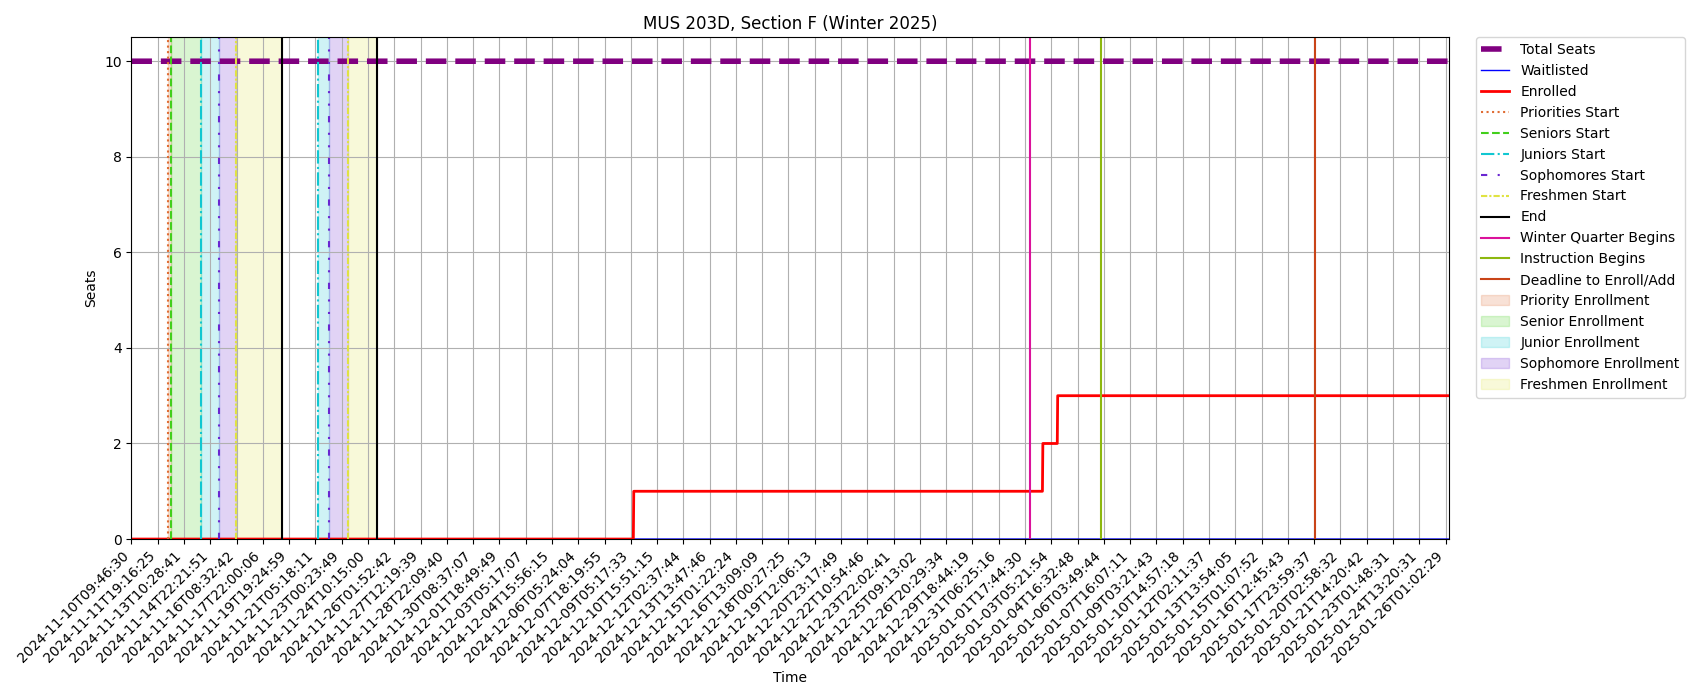 MUS 203D, Section F (Winter 2025)
10
8
6
4
2
0
Seats
2024-11-10T09:46:30
2024-11-11T19:16:25
2024-11-13T10:28:41
2024-11-14T22:21:51
2024-11-16T08:32:42
2024-11-17T22:00:06
2024-11-19T19:24:59
2024-11-21T05:18:11
2024-11-23T00:23:49
2024-11-24T10:15:00
2024-11-26T01:52:42
2024-11-27T12:19:39
2024-11-28T22:09:40
2024-11-30T08:37:07
2024-12-01T18:49:49
2024-12-03T05:17:07
2024-12-04T15:56:15
2024-12-06T05:24:04
2024-12-07T18:19:55
2024-12-09T05:17:33
2024-12-10T15:51:15
2024-12-12T02:37:44
2024-12-13T13:47:46
2024-12-15T01:22:24
2024-12-16T13:09:09
2024-12-18T00:27:25
2024-12-19T12:06:13
2024-12-20T23:17:49
2024-12-22T10:54:46
2024-12-23T22:02:41
2024-12-25T09:13:02
2024-12-26T20:29:34
2024-12-29T18:44:19
2024-12-31T06:25:16
2025-01-01T17:44:30
2025-01-03T05:21:54
2025-01-04T16:32:48
2025-01-06T03:49:44
2025-01-07T16:07:11
2025-01-09T03:21:43
2025-01-10T14:57:18
2025-01-12T02:11:37
2025-01-13T13:54:05
2025-01-15T01:07:52
2025-01-16T12:45:43
2025-01-17T23:59:37
2025-01-20T02:58:32
2025-01-21T14:20:42
2025-01-23T01:48:31
2025-01-24T13:20:31
2025-01-26T01:02:29
Time
Total Seats
Waitlisted
Enrolled
Priorities Start
Seniors Start
Juniors Start
Sophomores Start
Freshmen Start
End
Winter Quarter Begins
Instruction Begins
Deadline to Enroll/Add
Priority Enrollment
Senior Enrollment
Junior Enrollment
Sophomore Enrollment
Freshmen Enrollment